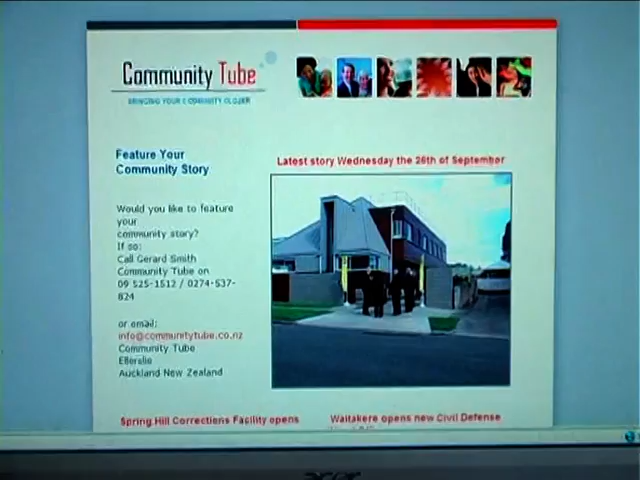 Community Tube
BRINGING YOUR COMMUNITY CLOSER
Feature Your
Community Story
Latest story Wednesday the 26th of September
Would you like to feature
your
community story?
If so:
Call Gerard Smith
Community Tube on
09 525-1512 / 0274-537-
824
or email:
info@communitytube.co.nz
Community Tube
Ellerslie
Auckland New Zealand
Spring Hill Corrections Facility opens
Waitakere opens new Civil Defense
acer